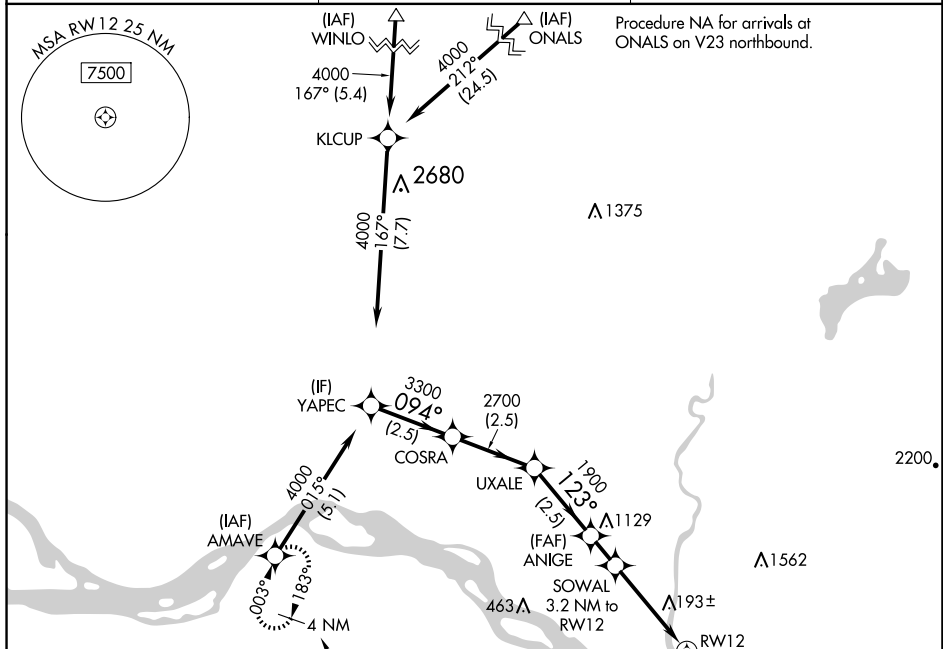 MSA RW12 25 NM
7500
(IAF)
WINLO
(IAF)
ONALS
Procedure NA for arrivals at
ONALS on V23 northbound.
4000
167° (5.4)
4000
212°
(24.5)
KLCUP
2680
1375
4000
167°
(7.7)
(IF)
YAPEC
3300
094°
(2.5)
COSRA
2700
(2.5)
UXALE
1900
123°
(2.5)
2200
4000
015°
(5.1)
(IAF)
AMAVE
003°
183°
4 NM
(FAF)
ANIGE
1129
SOWAL
3.2 NM to
RW12
1562
463
193±
RW12